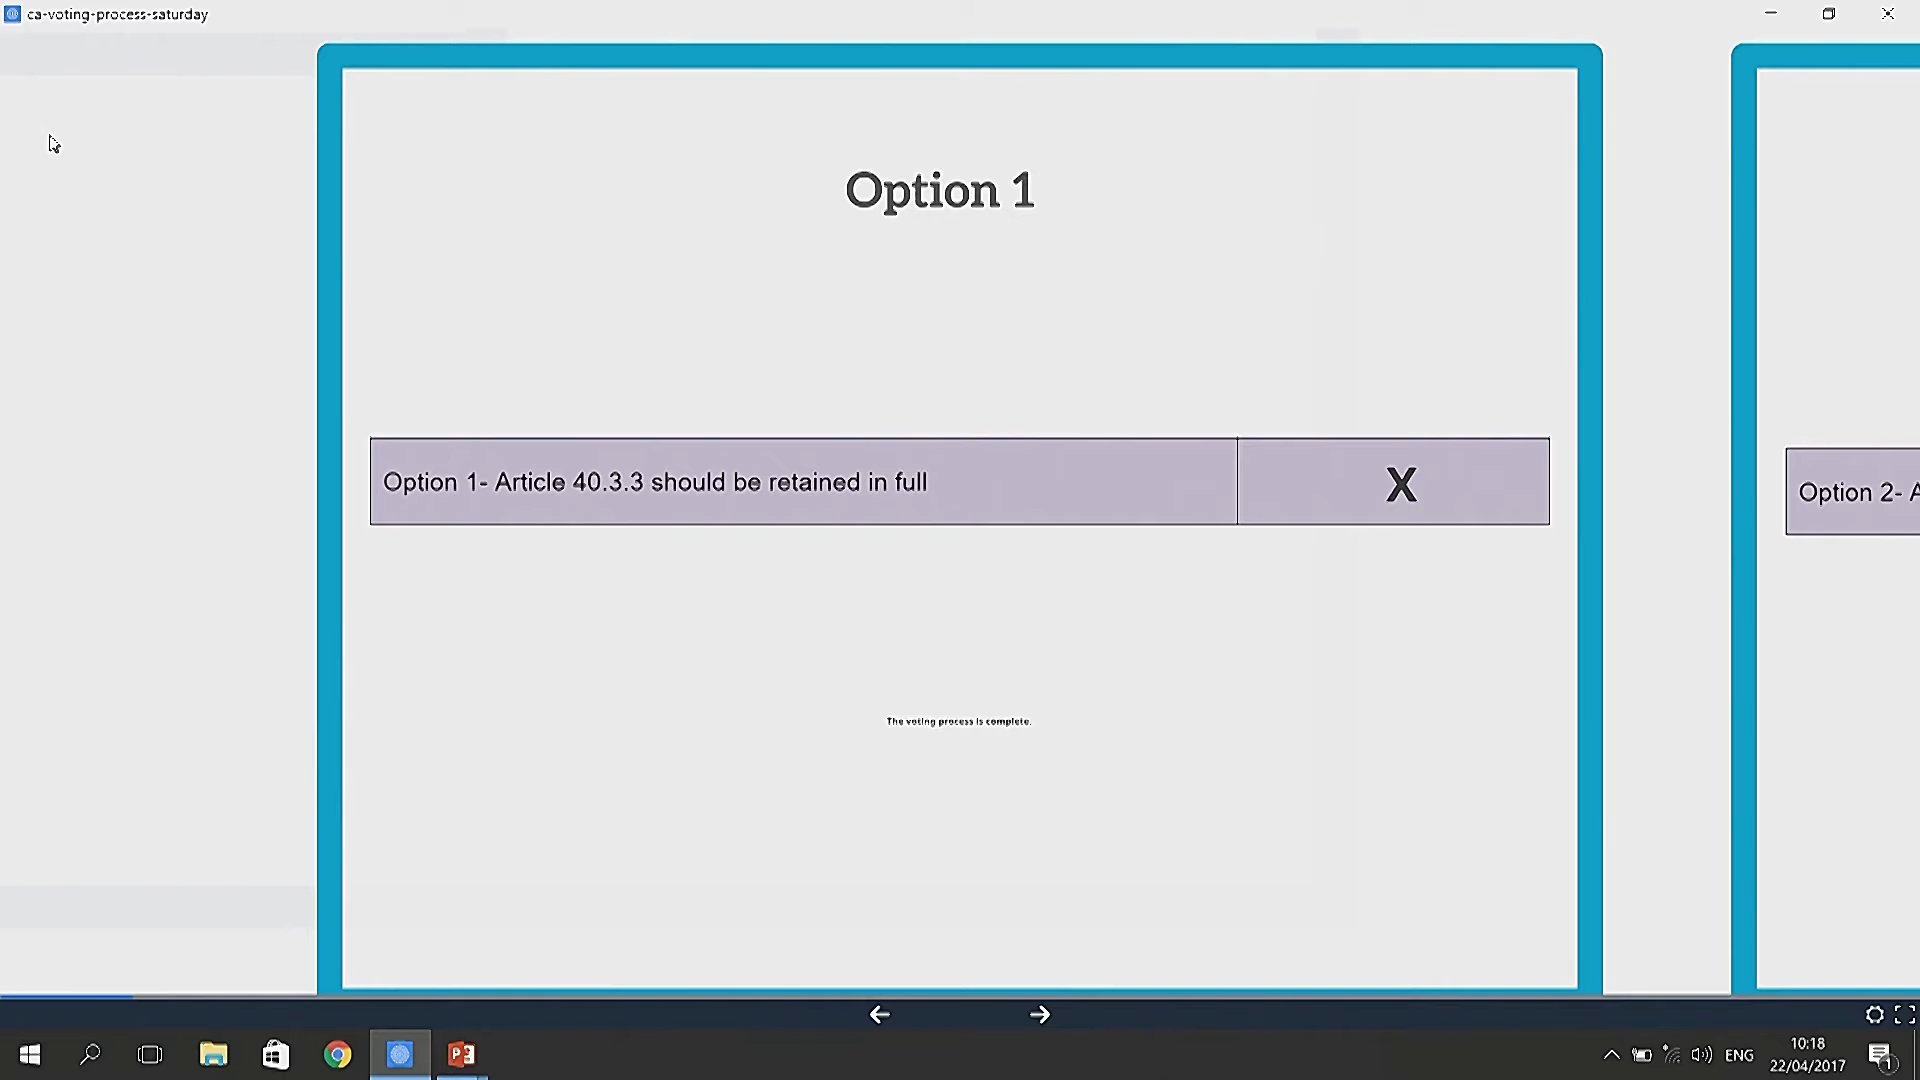 ca-voting-process-saturday
Option 1
Option 1- Article 40.3.3 should be retained in full
X
Option 2- A
The voting process is complete.
ENG
10:18
22/04/2017
1